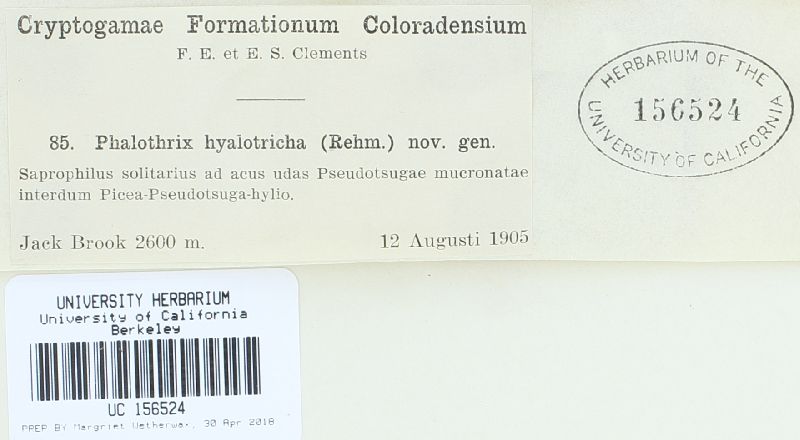 Cryptogamae Formationum Coloradensium
F. E. et E. S. Clements
85. Phalothrix hyalotricha (Rehm.) nov. gen.
Saprophilus solitarius ad acus udas Pseudotsugae mucronatae
interdum Picea-Pseudotsuga-hylio.
Jack Brook 2600 m. 12 Augusti 1905
HERBARIUM OF THE
156524
UNIVERSITY OF CALIFORNIA
UNIVERSITY HERBARIUM
University of California
Berkeley
UC 156524
PREP BY Margriet 30 Apr 2018